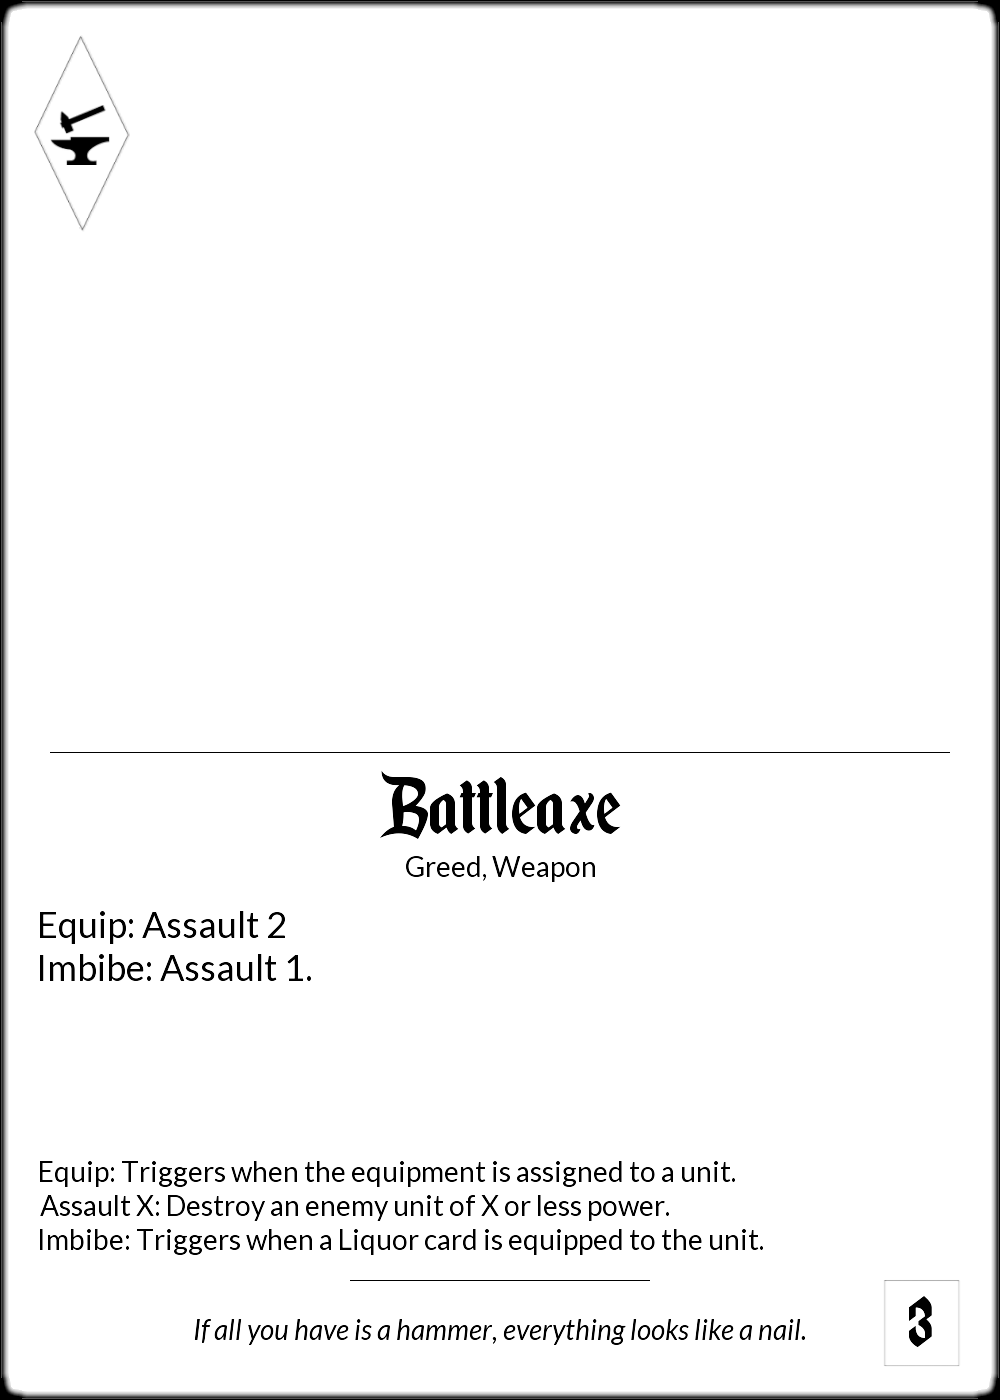 Battleaxe
Greed, Weapon
Equip: Assault 2
Imbibe: Assault 1.
Equip: Triggers when the equipment is assigned to a unit.
Assault X: Destroy an enemy unit of X or less power.
Imbibe: Triggers when a Liquor card is equipped to the unit.
If all you have is a hammer, everything looks like a nail.
3